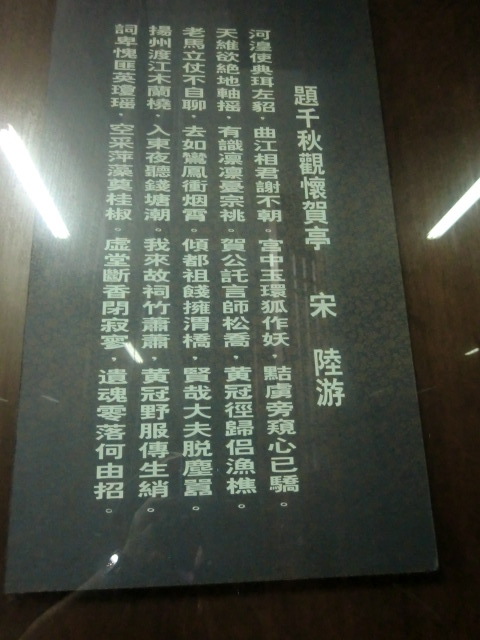 題千秋觀懷賀亭 宋 陸游
河湟使典珥左貂，曲江相君謝不朝。宮中玉環狐作妖，黠虜旁窺心已驕。
天維欲絶地軸搖，有識凜凜憂宗祧。賀公託言師松喬，黃冠徑歸侶漁樵。
老馬立仗不自聊，去如鸞鳳衝烟霄。傾都祖餞擁渭橋，賢哉大夫脱塵囂。
揚州渡江木蘭橈，入東夜聽錢塘潮。我來故祠竹蕭蕭，黃冠野服傳生綃。
詞卑愧匪英瓊瑤，空采萍藻奠桂椒。虛堂斷香閉寂寥，遺魂零落何由招。